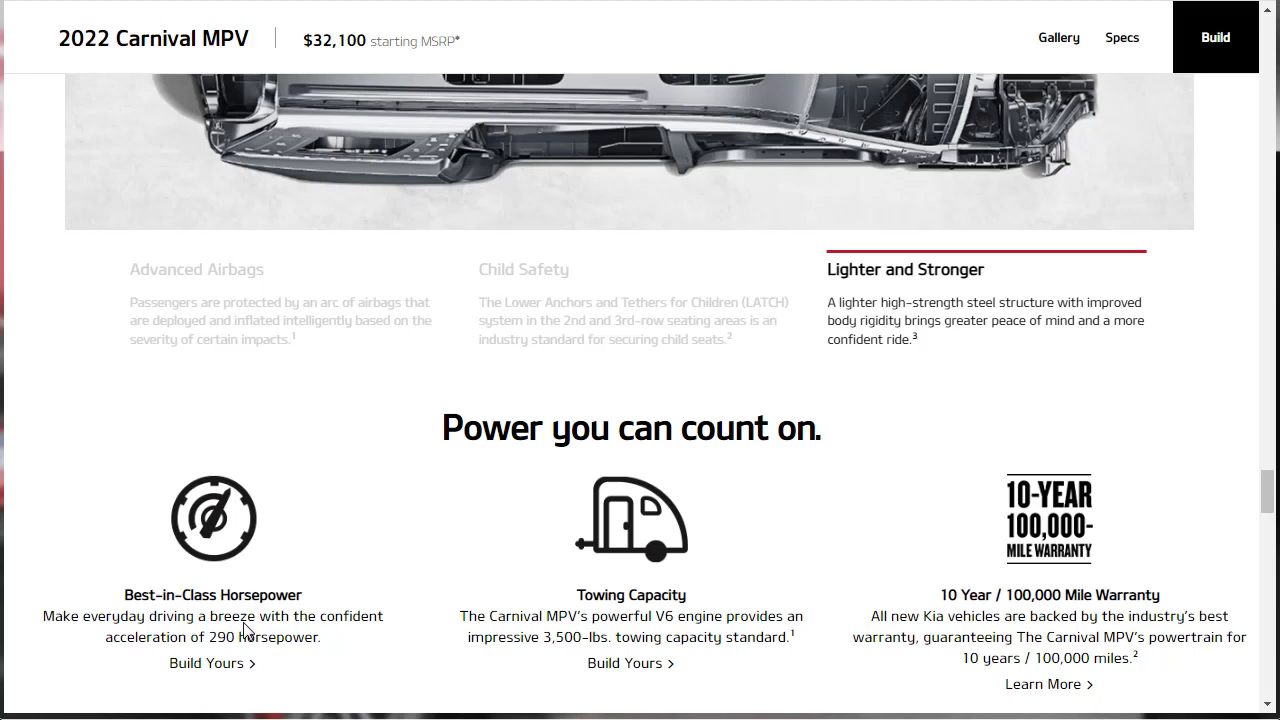 2022 Carnival MPV
$32,100 starting MSRP*
Gallery
Specs
Build
Advanced Airbags
Passengers are protected by an arc of airbags that
are deployed and inflated intelligently based on the
severity of certain impacts.1
Child Safety
The Lower Anchors and Tethers for Children (LATCH)
system in the 2nd and 3rd-row seating areas is an
industry standard for securing child seats.2
Lighter and Stronger
A lighter high-strength steel structure with improved
body rigidity brings greater peace of mind and a more
confident ride.3
Power you can count on.
Best-in-Class Horsepower
Make everyday driving a breeze with the confident
acceleration of 290 horsepower.
Build Yours >
Towing Capacity
The Carnival MPV's powerful V6 engine provides an
impressive 3,500-lbs. towing capacity standard.1
Build Yours >
10-YEAR
100,000-
MILE WARRANTY
10 Year / 100,000 Mile Warranty
All new Kia vehicles are backed by the industry's best
warranty, guaranteeing The Carnival MPV's powertrain for
10 years / 100,000 miles.2
Learn More >